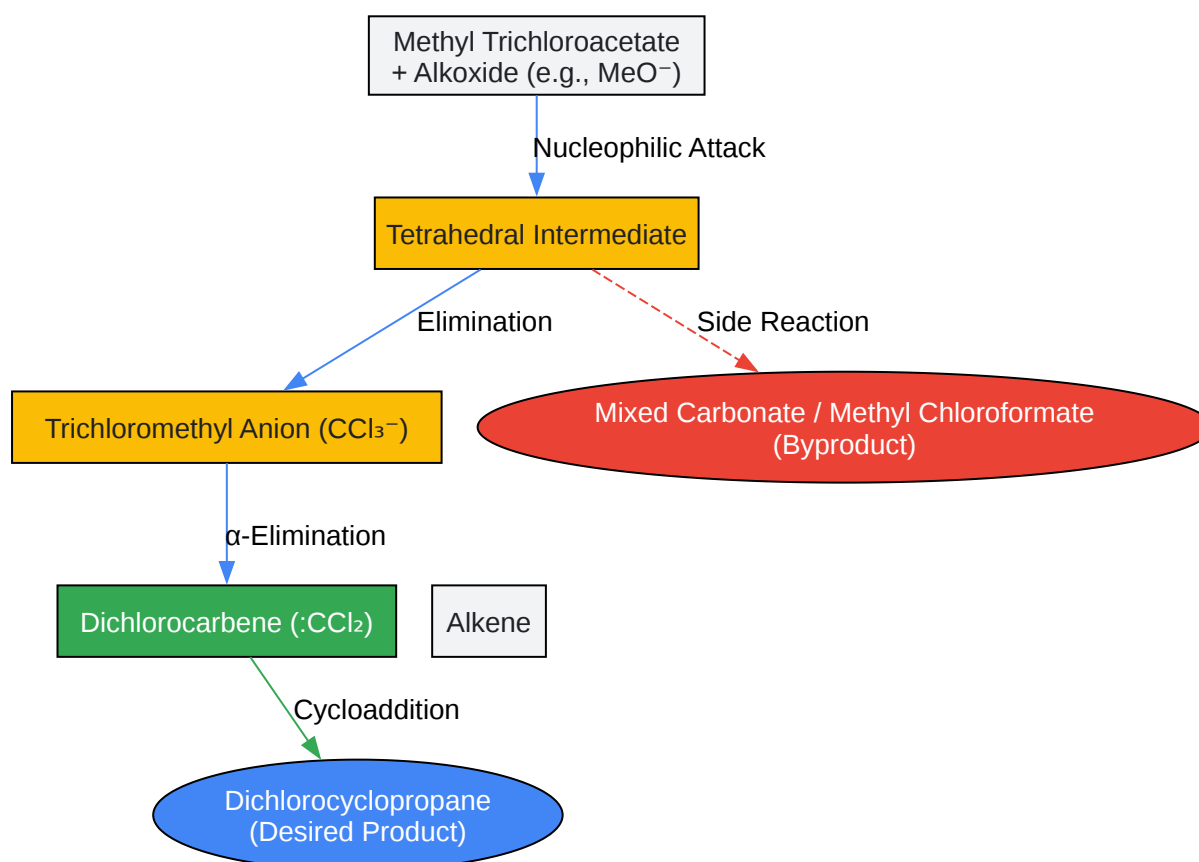 Methyl Trichloroacetate
+ Alkoxide (e.g., MeO⁻)
Nucleophilic Attack
Tetrahedral Intermediate
Elimination
Side Reaction
Trichloromethyl Anion (CCl₃⁻)
Mixed Carbonate / Methyl Chloroformate
(Byproduct)
α-Elimination
Dichlorocarbene (:CCl₂)
Alkene
Cycloaddition
Dichlorocyclopropane
(Desired Product)